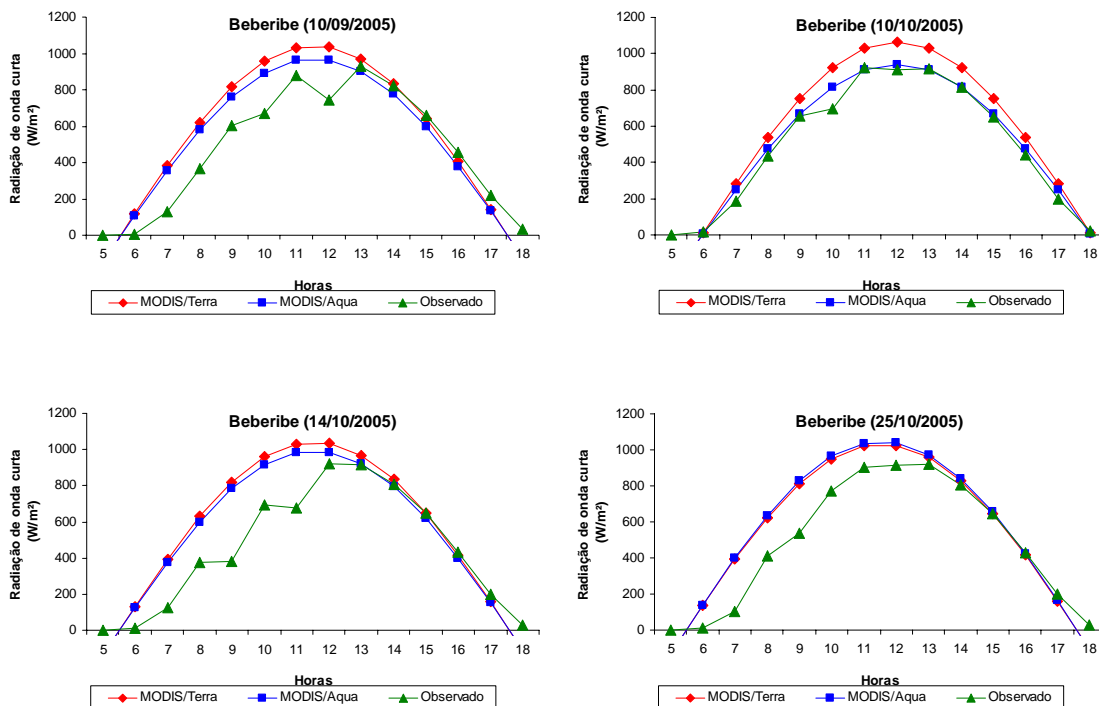 Beberibe (10/09/2005)
Radiação de onda curta
(W/m²)
1200
1000
800
600
400
200
0
5 6 7 8 9 10 11 12 13 14 15 16 17 18
Horas
MODIS/Terra MODIS/Aqua Observado
Beberibe (10/10/2005)
Radiação de onda curta
(W/m²)
1200
1000
800
600
400
200
0
5 6 7 8 9 10 11 12 13 14 15 16 17 18
Horas
MODIS/Terra MODIS/Aqua Observado
Beberibe (14/10/2005)
Radiação de onda curta
(W/m²)
1200
1000
800
600
400
200
0
5 6 7 8 9 10 11 12 13 14 15 16 17 18
Horas
MODIS/Terra MODIS/Aqua Observado
Beberibe (25/10/2005)
Radiação de onda curta
(W/m²)
1200
1000
800
600
400
200
0
5 6 7 8 9 10 11 12 13 14 15 16 17 18
Horas
MODIS/Terra MODIS/Aqua Observado